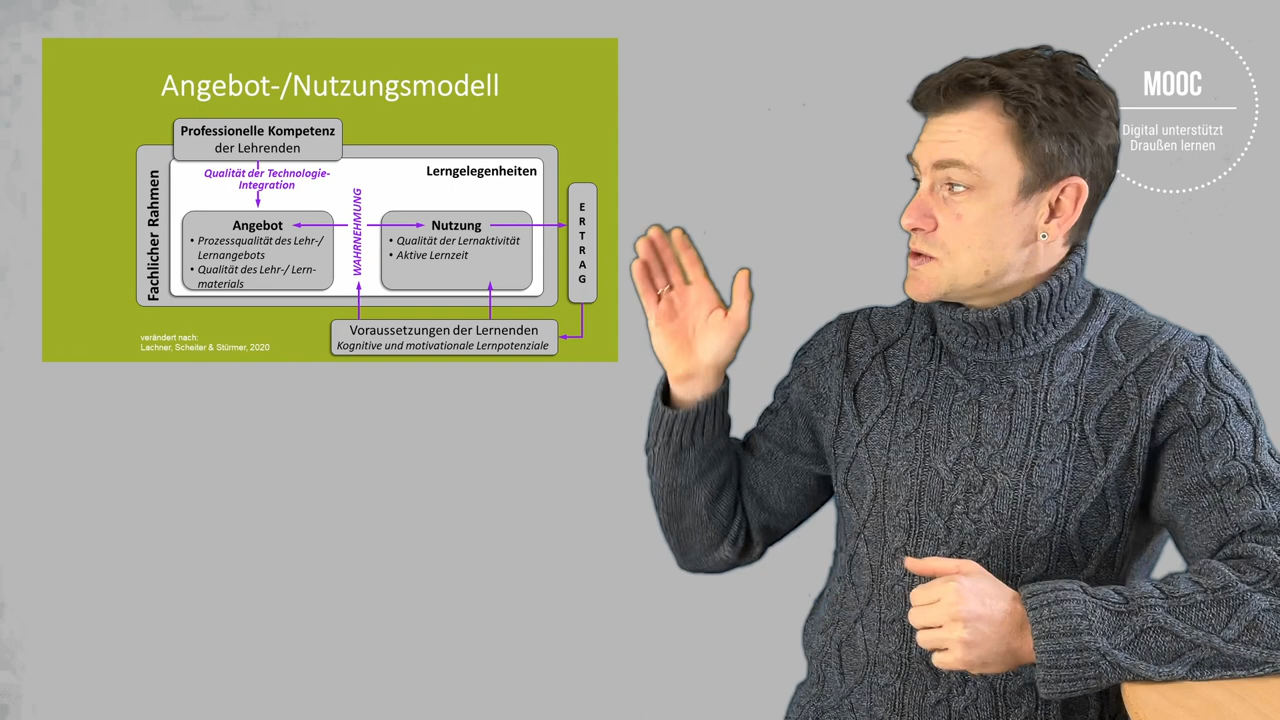 Angebot-/Nutzungsmodell
Professionelle Kompetenz
der Lehrenden
Fachlicher Rahmen
Qualität der Technologie-
Integration
Lerngelegenheiten
Angebot
• Prozessqualität des Lehr-/
Lernangebots
• Qualität des Lehr-/ Lern-
materials
WAHRNEHMUNG
Nutzung
• Qualität der Lernaktivität
• Aktive Lernzeit
ERTRAG
Voraussetzungen der Lernenden
Kognitive und motivationale Lernpotenziale
verändert nach:
Lachner, Scheiter & Stürmer, 2020
MOOC
Digital unterstützt
Draußen lernen